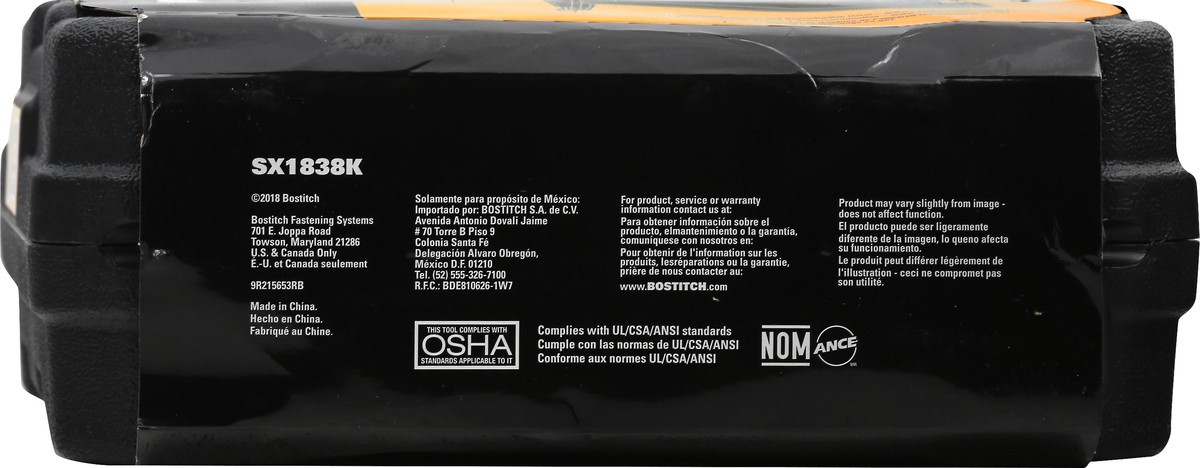 SX1838K
©2018 Bostitch
Bostitch Fastening Systems
701 E. Joppa Road
Towson, Maryland 21286
U.S. & Canada Only
E.-U. et Canada seulement
9R215653RB
Made in China.
Hecho en China.
Fabriqué au Chine.
Solamente para propósito de México:
Importado por: BOSTITCH S.A. de C.V.
Avenida Antonio Dovali Jaime
# 70 Torre B Piso 9
Colonia Santa Fé
Delegación Alvaro Obregón,
México D.F. 01210
Tel. (52) 555-326-7100
R.F.C.: BDE810626-1W7
For product, service or warranty
information contact us at:
Para obtener información sobre el
producto, elmantenimiento o la garantía,
comuníquese con nosotros en:
Pour obtenir de l'information sur les
produits, lesréparations ou la garantie,
prière de nous contacter au:
www.BOSTITCH.com
Product may vary slightly from image -
does not affect function.
El producto puede ser ligeramente
diferente de la imagen, lo queno afecta
su funcionamiento.
Le produit peut différer légèrement de
l'illustration - ceci ne compromet pas
son utilité.
THIS TOOL COMPLIES WITH
OSHA
STANDARDS APPLICABLE TO IT
Complies with UL/CSA/ANSI standards
Cumple con las normas de UL/CSA/ANSI
Conforme aux normes UL/CSA/ANSI
NOM ANCE